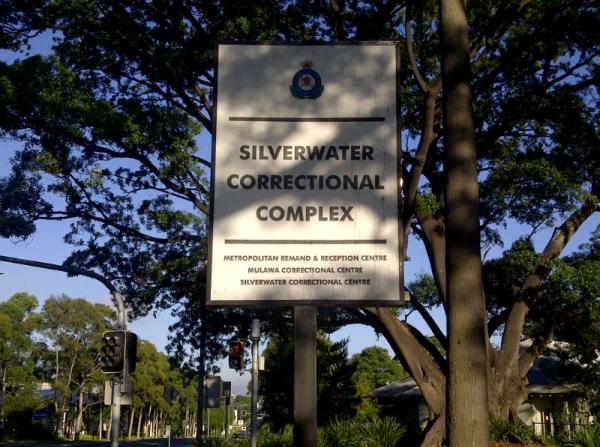 SILVERWATER
CORRECTIONAL
COMPLEX
METROPOLITAN REMAND & RECEPTION CENTRE
MULAWA CORRECTIONAL CENTRE
SILVERWATER CORRECTIONAL CENTRE